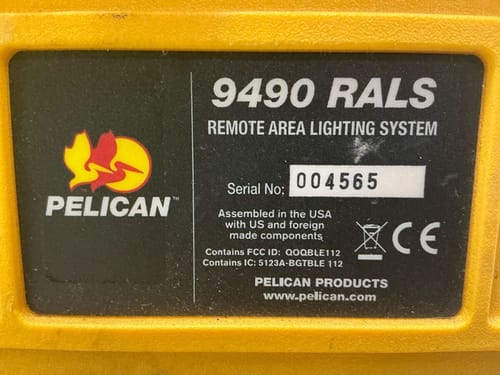 PELICAN™
9490 RALS
REMOTE AREA LIGHTING SYSTEM
Serial No: 004565
Assembled in the USA
with US and foreign
made components
CE
Contains FCC ID: QOQBLE112
Contains IC: 5123A-BGTBLE 112
PELICAN PRODUCTS
www.pelican.com